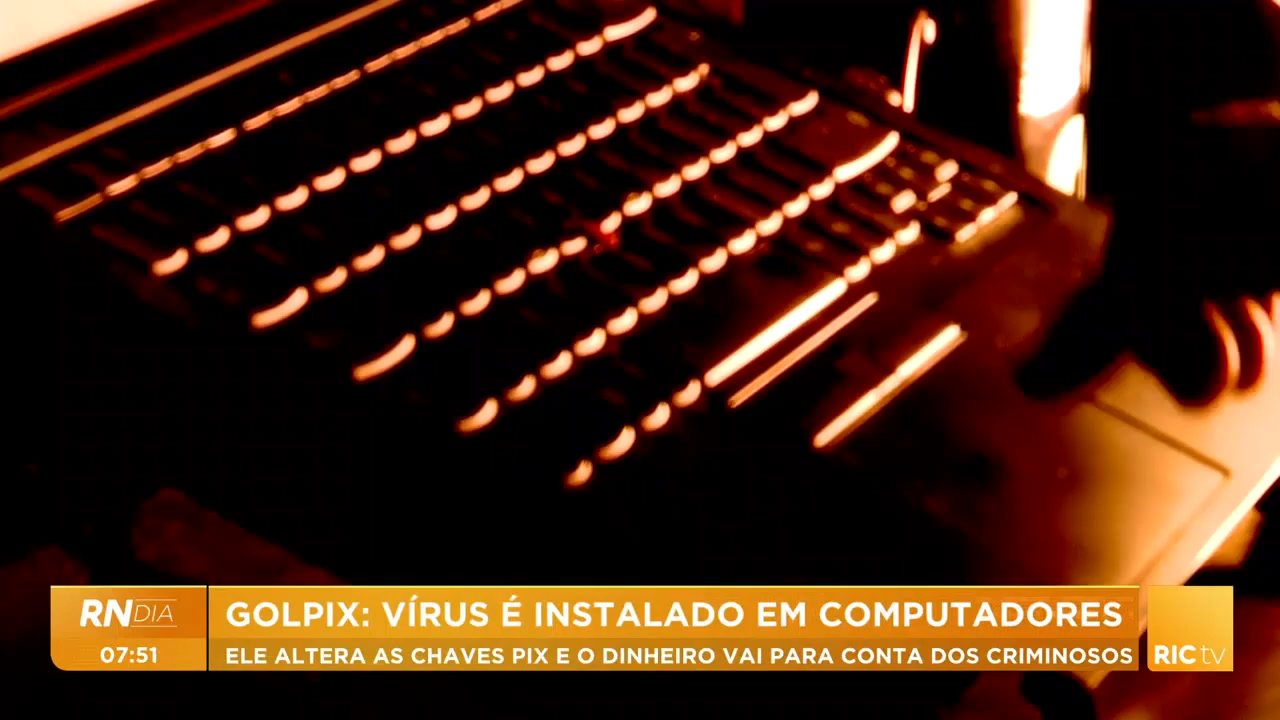 RNDIA
07:51
GOLPIX: VÍRUS É INSTALADO EM COMPUTADORES
ELE ALTERA AS CHAVES PIX E O DINHEIRO VAI PARA CONTA DOS CRIMINOSOS
RICtv